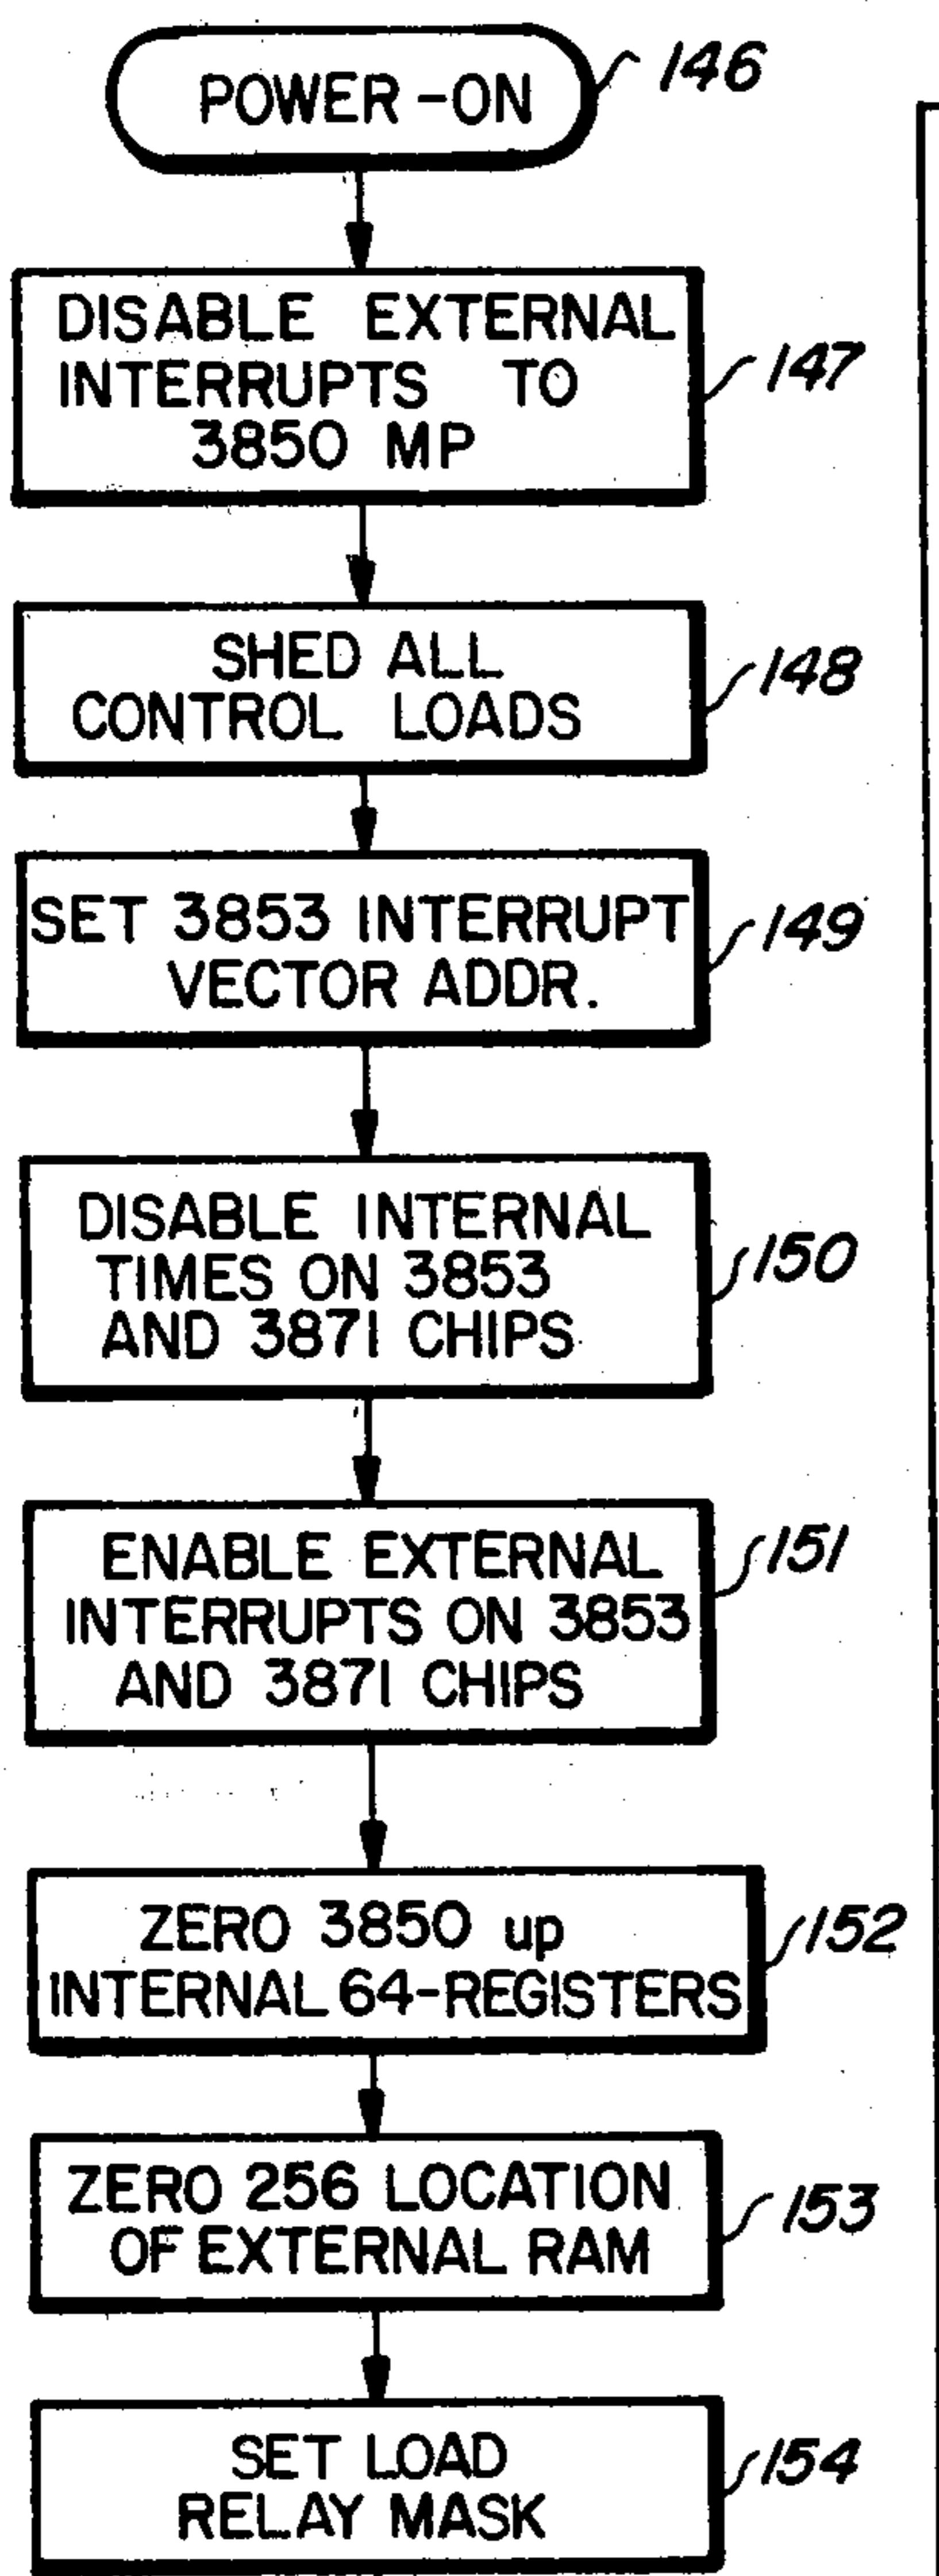 POWER-ON 146
DISABLE EXTERNAL
INTERRUPTS TO 147
3850 MP
SHED ALL
CONTROL LOADS 148
SET 3853 INTERRUPT 149
VECTOR ADDR.
DISABLE INTERNAL
TIMES ON 3853 150
AND 3871 CHIPS
ENABLE EXTERNAL 151
INTERRUPTS ON 3853
AND 3871 CHIPS
ZERO 3850 up 152
INTERNAL 64-REGISTERS
ZERO 256 LOCATION 153
OF EXTERNAL RAM
SET LOAD 154
RELAY MASK